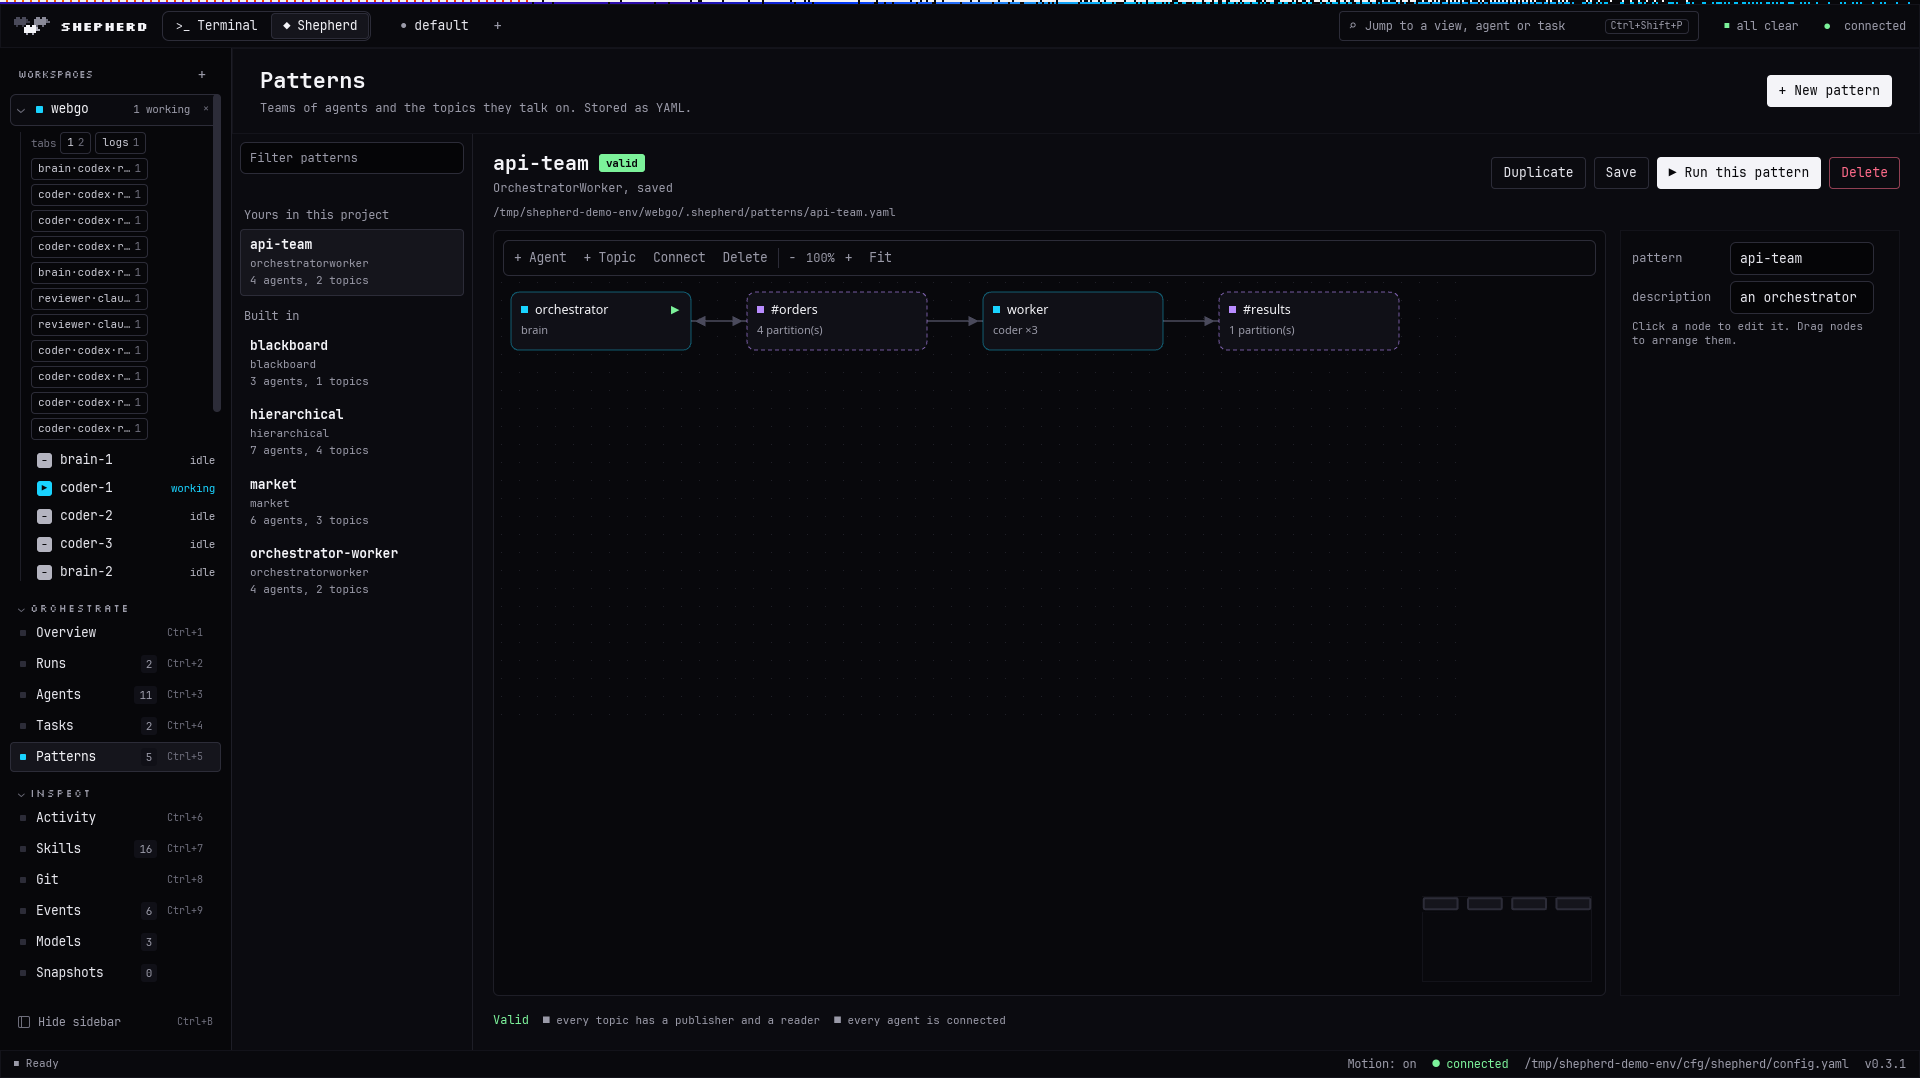 SHEPHERD >_ Terminal ◆ Shepherd ● default + Jump to a view, agent or task Ctrl+Shift+P all clear ● connected
WORKSPACES +
webgo 1 working ×
tabs 1 2 logs 1
brain·codex·r… 1
coder·codex·r… 1
coder·codex·r… 1
coder·codex·r… 1
brain·codex·r… 1
reviewer·clau… 1
reviewer·clau… 1
coder·codex·r… 1
coder·codex·r… 1
coder·codex·r… 1
coder·codex·r… 1
brain-1 idle
coder-1 working
coder-2 idle
coder-3 idle
brain-2 idle
ORCHESTRATE
Overview Ctrl+1
Runs 2 Ctrl+2
Agents 11 Ctrl+3
Tasks 2 Ctrl+4
Patterns 5 Ctrl+5
INSPECT
Activity Ctrl+6
Skills 16 Ctrl+7
Git Ctrl+8
Events 6 Ctrl+9
Models 3
Snapshots 0
Hide sidebar Ctrl+B
Patterns
Teams of agents and the topics they talk on. Stored as YAML.
+ New pattern
Filter patterns
Yours in this project
api-team
orchestratorworker
4 agents, 2 topics
Built in
blackboard
blackboard
3 agents, 1 topics
hierarchical
hierarchical
7 agents, 4 topics
market
market
6 agents, 3 topics
orchestrator-worker
orchestratorworker
4 agents, 2 topics
api-team valid
OrchestratorWorker, saved
/tmp/shepherd-demo-env/webgo/.shepherd/patterns/api-team.yaml
Duplicate Save ▶ Run this pattern Delete
+ Agent + Topic Connect Delete - 100% + Fit
orchestrator ▶
brain
#orders
4 partition(s)
worker
coder ×3
#results
1 partition(s)
pattern api-team
description an orchestrator
Click a node to edit it. Drag nodes
to arrange them.
Valid ■ every topic has a publisher and a reader ■ every agent is connected
Ready Motion: on ● connected /tmp/shepherd-demo-env/cfg/shepherd/config.yaml v0.3.1